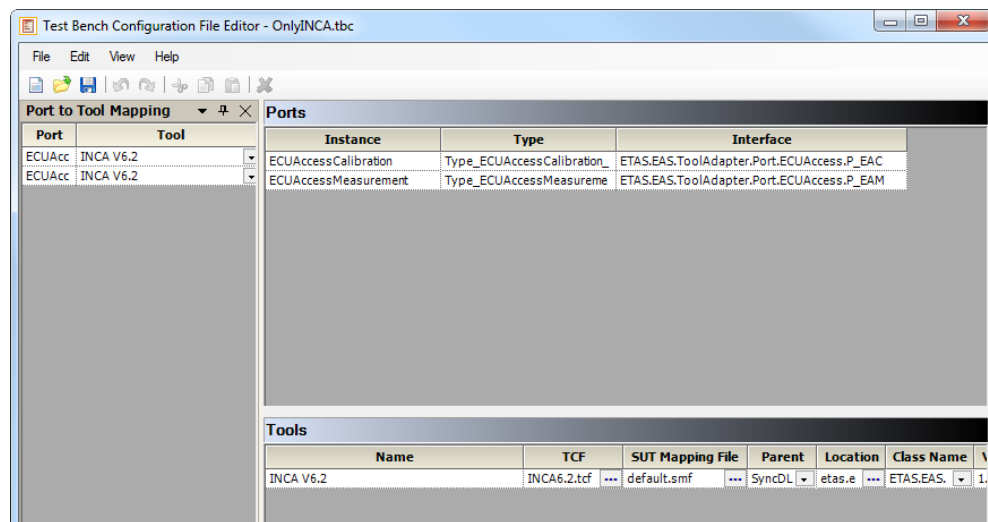 Test Bench Configuration File Editor - OnlyINCA.tbc
File Edit View Help
Port to Tool Mapping
Port Tool
ECUAcc INCA V6.2
ECUAcc INCA V6.2
Ports
Instance Type Interface
ECUAccessCalibration Type_ECUAccessCalibration_ ETAS.EAS.ToolAdapter.Port.ECUAccess.P_EAC
ECUAccessMeasurement Type_ECUAccessMeasureme ETAS.EAS.ToolAdapter.Port.ECUAccess.P_EAM
Tools
Name TCF SUT Mapping File Parent Location Class Name V
INCA V6.2 INCA6.2.tcf ... default.smf ... SyncDL etas.e ... ETAS.EAS. 1.